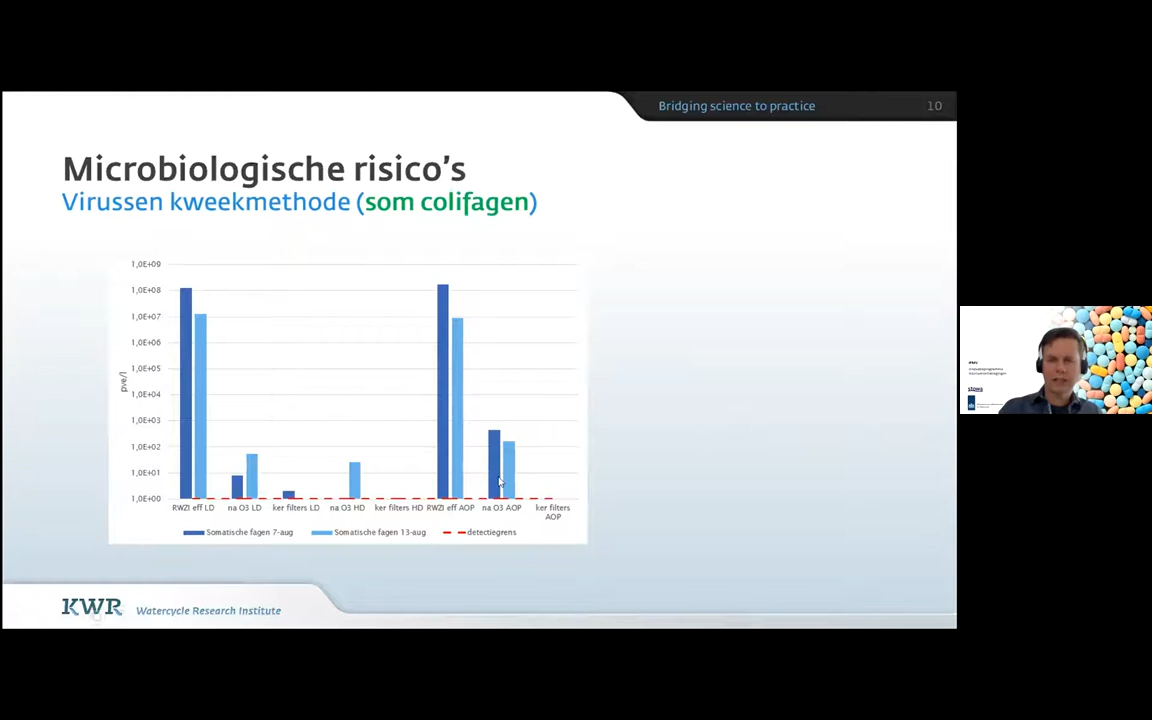 Bridging science to practice 10
Microbiologische risico's
Virussen kweekmethode (som colifagen)
1,0E+09
1,0E+08
1,0E+07
1,0E+06
1,0E+05
1,0E+04
1,0E+03
1,0E+02
1,0E+01
1,0E+00
pve/l
RWZI eff LD na O3 LD ker filters LD na O3 HD ker filters HD RWZI eff AOP na O3 AOP ker filters AOP
Somatische fagen 7-aug Somatische fagen 13-aug detectiegrens
stowa
KWR Watercycle Research Institute